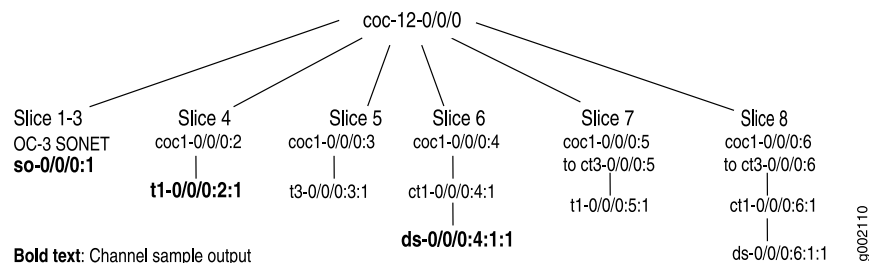 coc-12-0/0/0
Slice 1-3
OC-3 SONET
so-0/0/0:1
Slice 4
coc1-0/0/0:2
t1-0/0/0:2:1
Slice 5
coc1-0/0/0:3
t3-0/0/0:3:1
Slice 6
coc1-0/0/0:4
ct1-0/0/0:4:1
ds-0/0/0:4:1:1
Slice 7
coc1-0/0/0:5
to ct3-0/0/0:5
t1-0/0/0:5:1
Slice 8
coc1-0/0/0:6
to ct3-0/0/0:6
ct1-0/0/0:6:1
ds-0/0/0:6:1:1
Bold text: Channel sample output
g002110